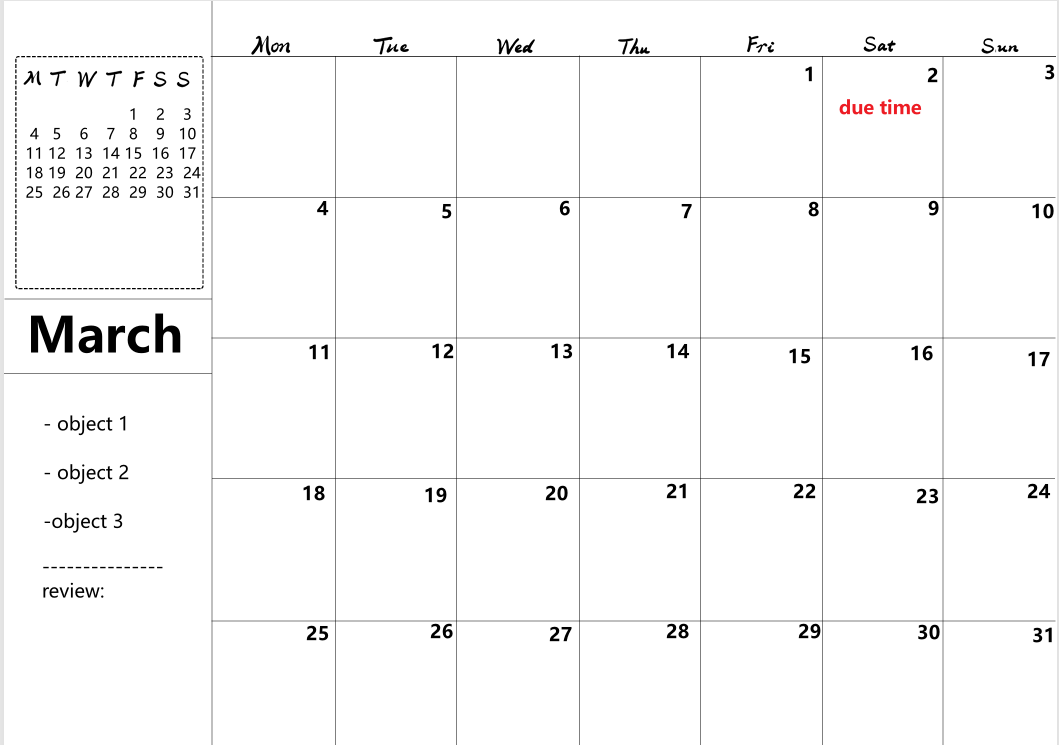 M T W T F S S
1 2 3
4 5 6 7 8 9 10
11 12 13 14 15 16 17
18 19 20 21 22 23 24
25 26 27 28 29 30 31
March
- object 1
- object 2
-object 3
---------------
review:
Mon Tue Wed Thu Fri Sat Sun
1 2 3
due time
4 5 6 7 8 9 10
11 12 13 14 15 16 17
18 19 20 21 22 23 24
25 26 27 28 29 30 31